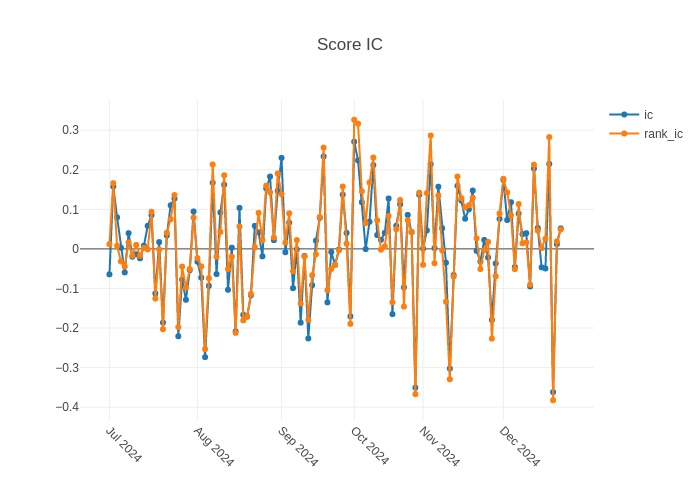 Score IC
ic
rank_ic
0.3
0.2
0.1
0
−0.1
−0.2
−0.3
−0.4
Jul 2024
Aug 2024
Sep 2024
Oct 2024
Nov 2024
Dec 2024